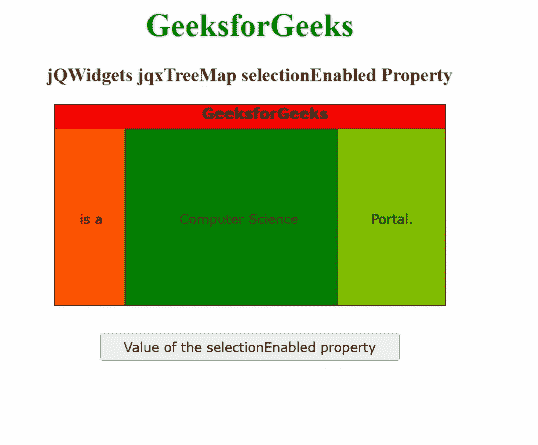 GeeksforGeeks
jQWidgets jqxTreeMap selectionEnabled Property
GeeksforGeeks
is a Computer Science Portal.
Value of the selectionEnabled property